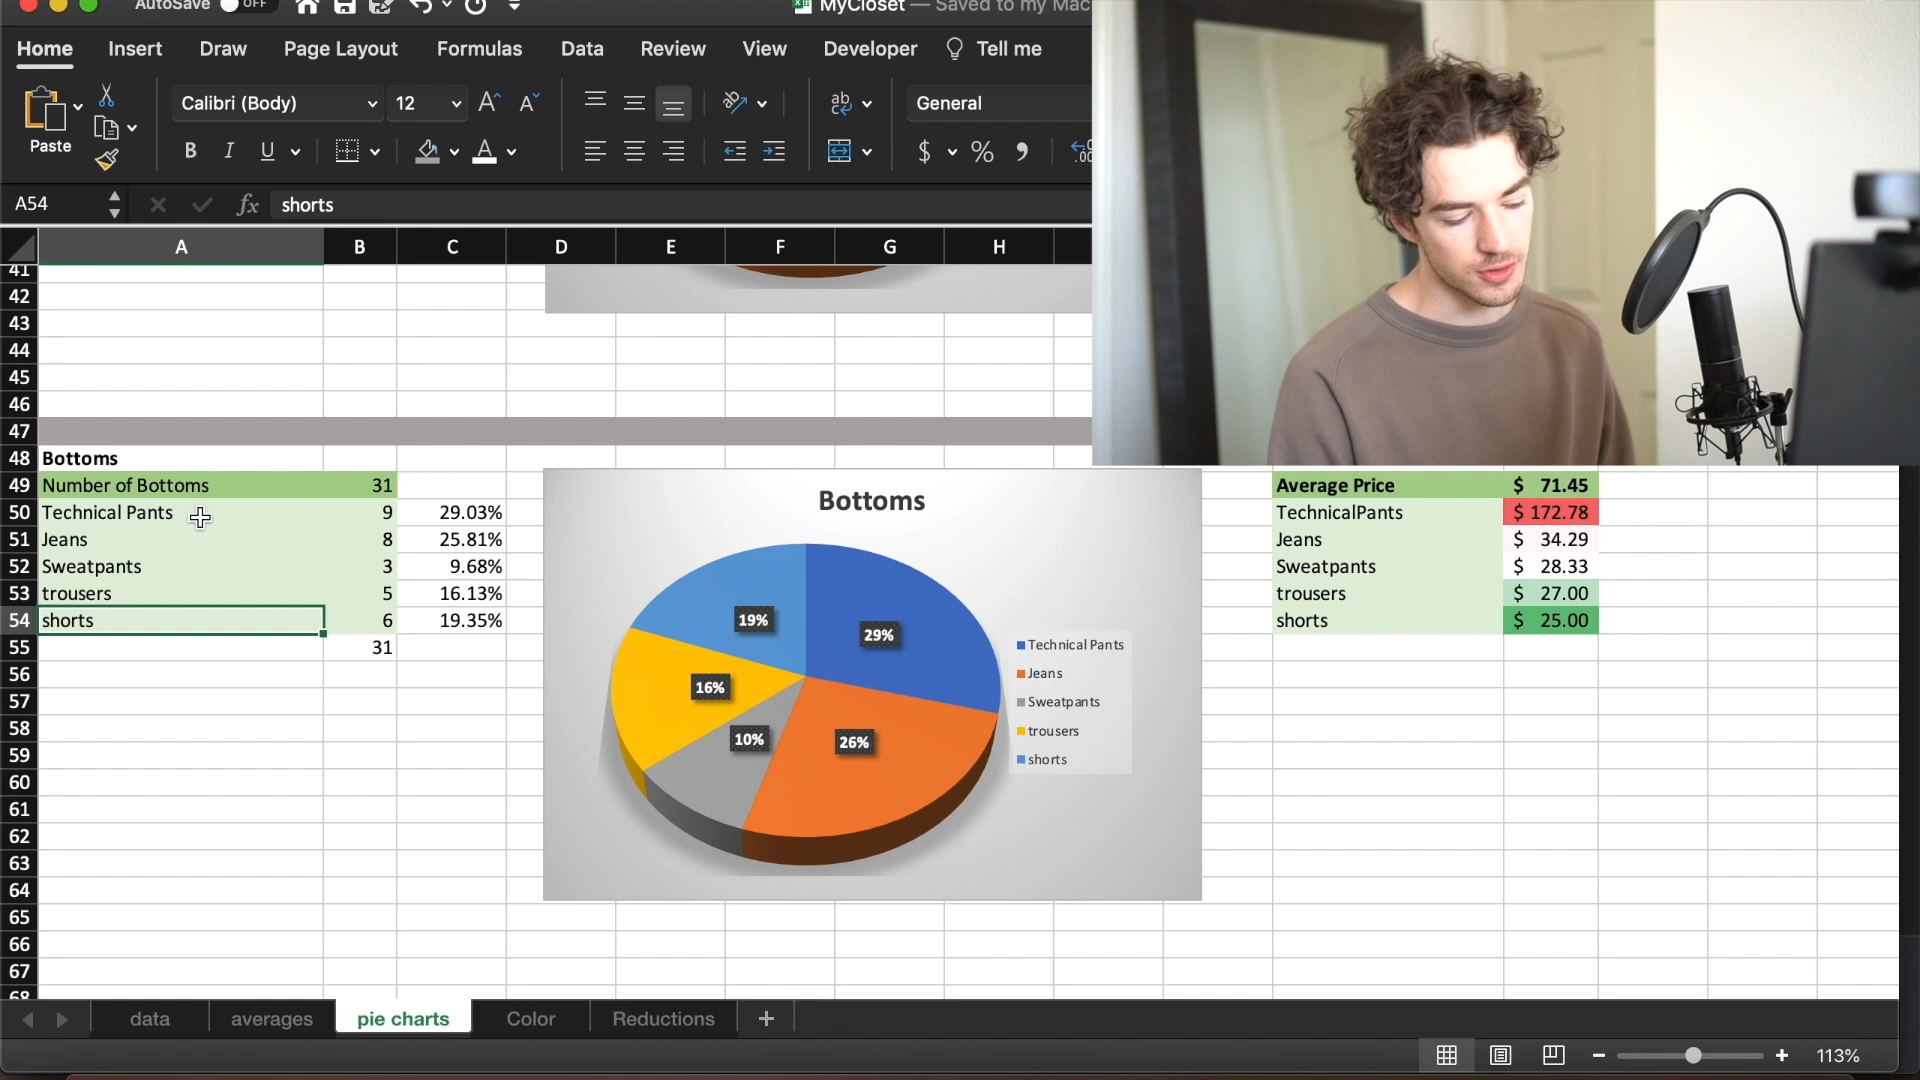 AutoSave OFF MyCloset — Saved to my Mac
Home Insert Draw Page Layout Formulas Data Review View Developer Tell me
Calibri (Body) 12 A^ A ab General
Paste B I U A ab c $ % , .00
A54 fx shorts
A B C D E F G H
41
42
43
44
45
46
47
48 Bottoms
49 Number of Bottoms 31 Average Price $ 71.45
50 Technical Pants 9 29.03% TechnicalPants $ 172.78
51 Jeans 8 25.81% Jeans $ 34.29
52 Sweatpants 3 9.68% Sweatpants $ 28.33
53 trousers 5 16.13% trousers $ 27.00
54 shorts 6 19.35% shorts $ 25.00
55 31
56
57
58
59
60
61
62
63
64
65
66
67
68
Bottoms
19%
29%
16%
10%
26%
Technical Pants
Jeans
Sweatpants
trousers
shorts
data averages pie charts Color Reductions +
− + 113%